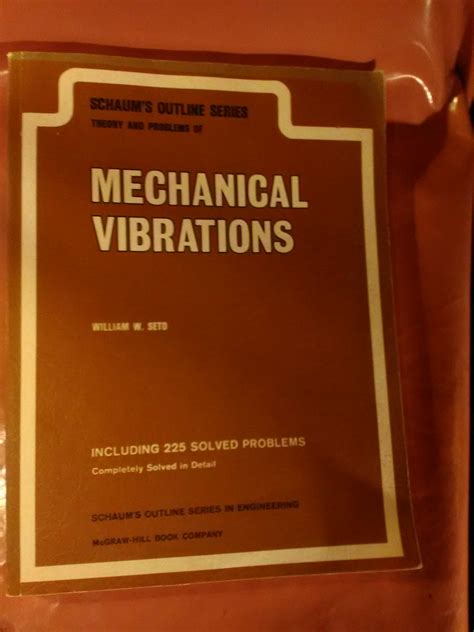 SCHAUM'S OUTLINE SERIES
THEORY AND PROBLEMS OF
MECHANICAL
VIBRATIONS
WILLIAM W. SETO
INCLUDING 225 SOLVED PROBLEMS
Completely Solved in Detail
SCHAUM'S OUTLINE SERIES IN ENGINEERING
McGRAW-HILL BOOK COMPANY